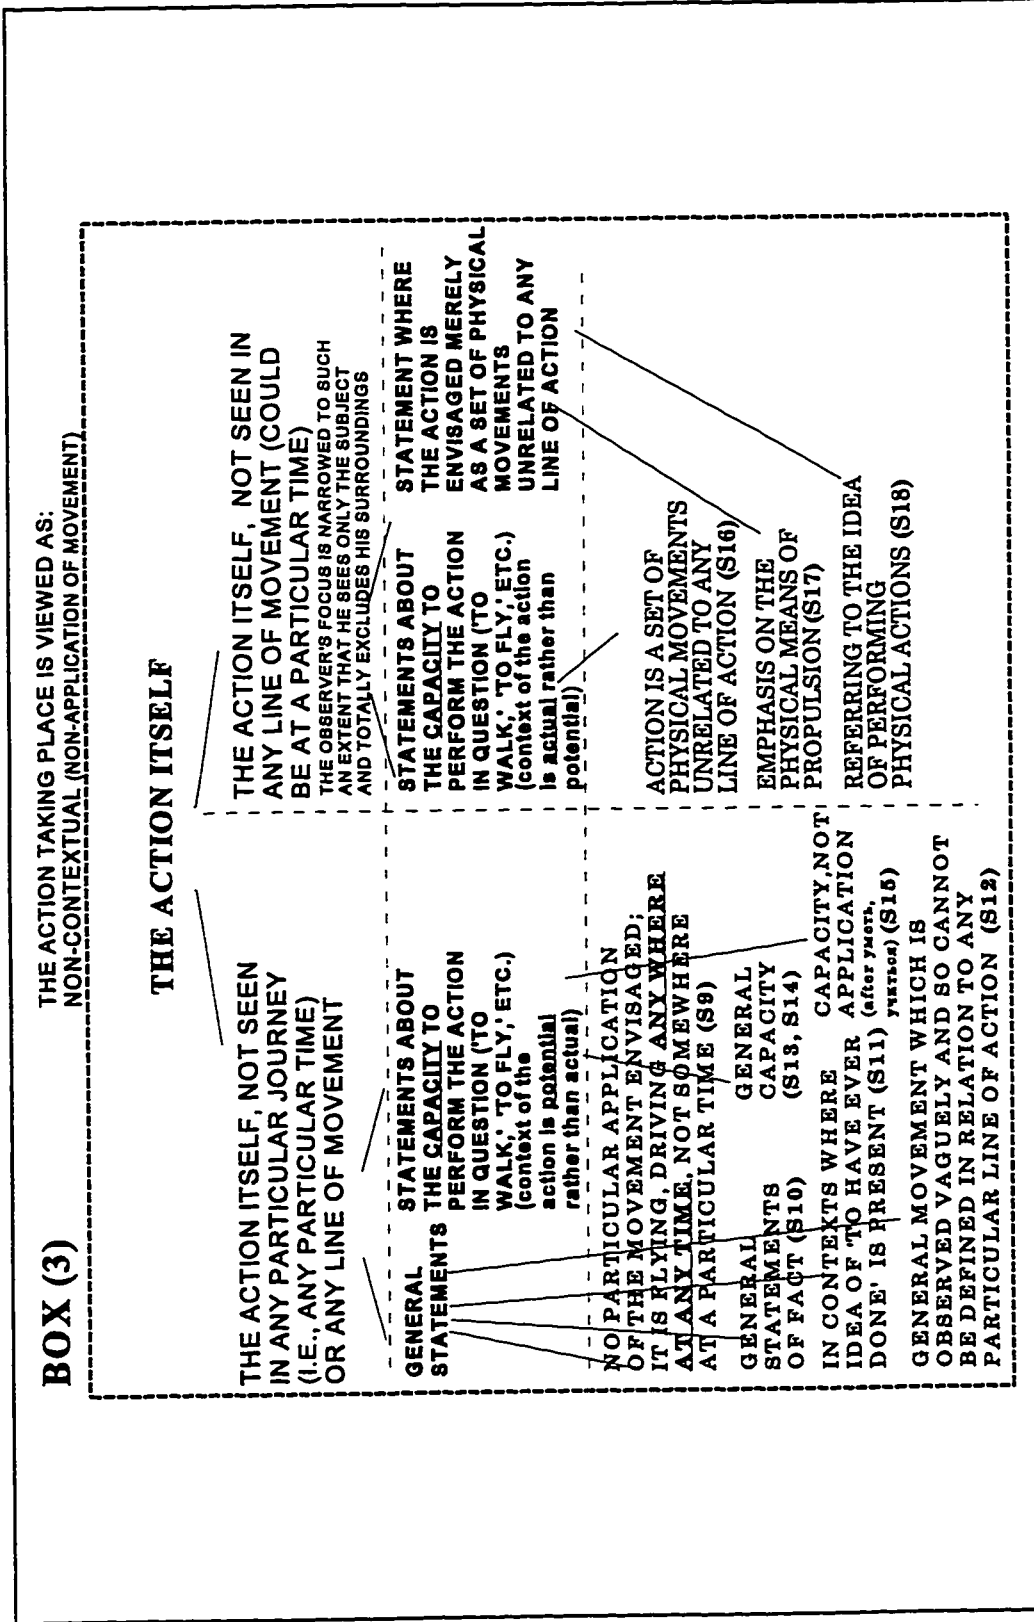 BOX (3)
THE ACTION TAKING PLACE IS VIEWED AS:
NON-CONTEXTUAL (NON-APPLICATION OF MOVEMENT)
THE ACTION ITSELF
THE ACTION ITSELF, NOT SEEN
IN ANY PARTICULAR JOURNEY
(I.E., ANY PARTICULAR TIME)
OR ANY LINE OF MOVEMENT
THE ACTION ITSELF, NOT SEEN IN
ANY LINE OF MOVEMENT (COULD
BE AT A PARTICULAR TIME)
THE OBSERVER'S FOCUS IS NARROWED TO SUCH
AN EXTENT THAT HE SEES ONLY THE SUBJECT
AND TOTALLY EXCLUDES HIS SURROUNDINGS
GENERAL
STATEMENTS
STATEMENTS ABOUT
THE CAPACITY TO
PERFORM THE ACTION
IN QUESTION ('TO
WALK,' 'TO FLY,' ETC.)
(context of the
action is potential
rather than actual)
STATEMENTS ABOUT
THE CAPACITY TO
PERFORM THE ACTION
IN QUESTION ('TO
WALK,' 'TO FLY,' ETC.)
(context of the action
is actual rather than
potential)
STATEMENT WHERE
THE ACTION IS
ENVISAGED MERELY
AS A SET OF PHYSICAL
MOVEMENTS
UNRELATED TO ANY
LINE OF ACTION
NO PARTICULAR APPLICATION
OF THE MOVEMENT ENVISAGED;
IT IS FLYING, DRIVING ANYWHERE
AT ANY TIME, NOT SOMEWHERE
AT A PARTICULAR TIME (S9)
GENERAL
STATEMENTS
OF FACT (S10)
GENERAL
CAPACITY
(S13, S14)
IN CONTEXTS WHERE
IDEA OF 'TO HAVE EVER
DONE' IS PRESENT (S11)
CAPACITY, NOT
APPLICATION
(after уметь,
учиться) (S15)
GENERAL MOVEMENT WHICH IS
OBSERVED VAGUELY AND SO CANNOT
BE DEFINED IN RELATION TO ANY
PARTICULAR LINE OF ACTION (S12)
ACTION IS A SET OF
PHYSICAL MOVEMENTS
UNRELATED TO ANY
LINE OF ACTION (S16)
EMPHASIS ON THE
PHYSICAL MEANS OF
PROPULSION (S17)
REFERRING TO THE IDEA
OF PERFORMING
PHYSICAL ACTIONS (S18)